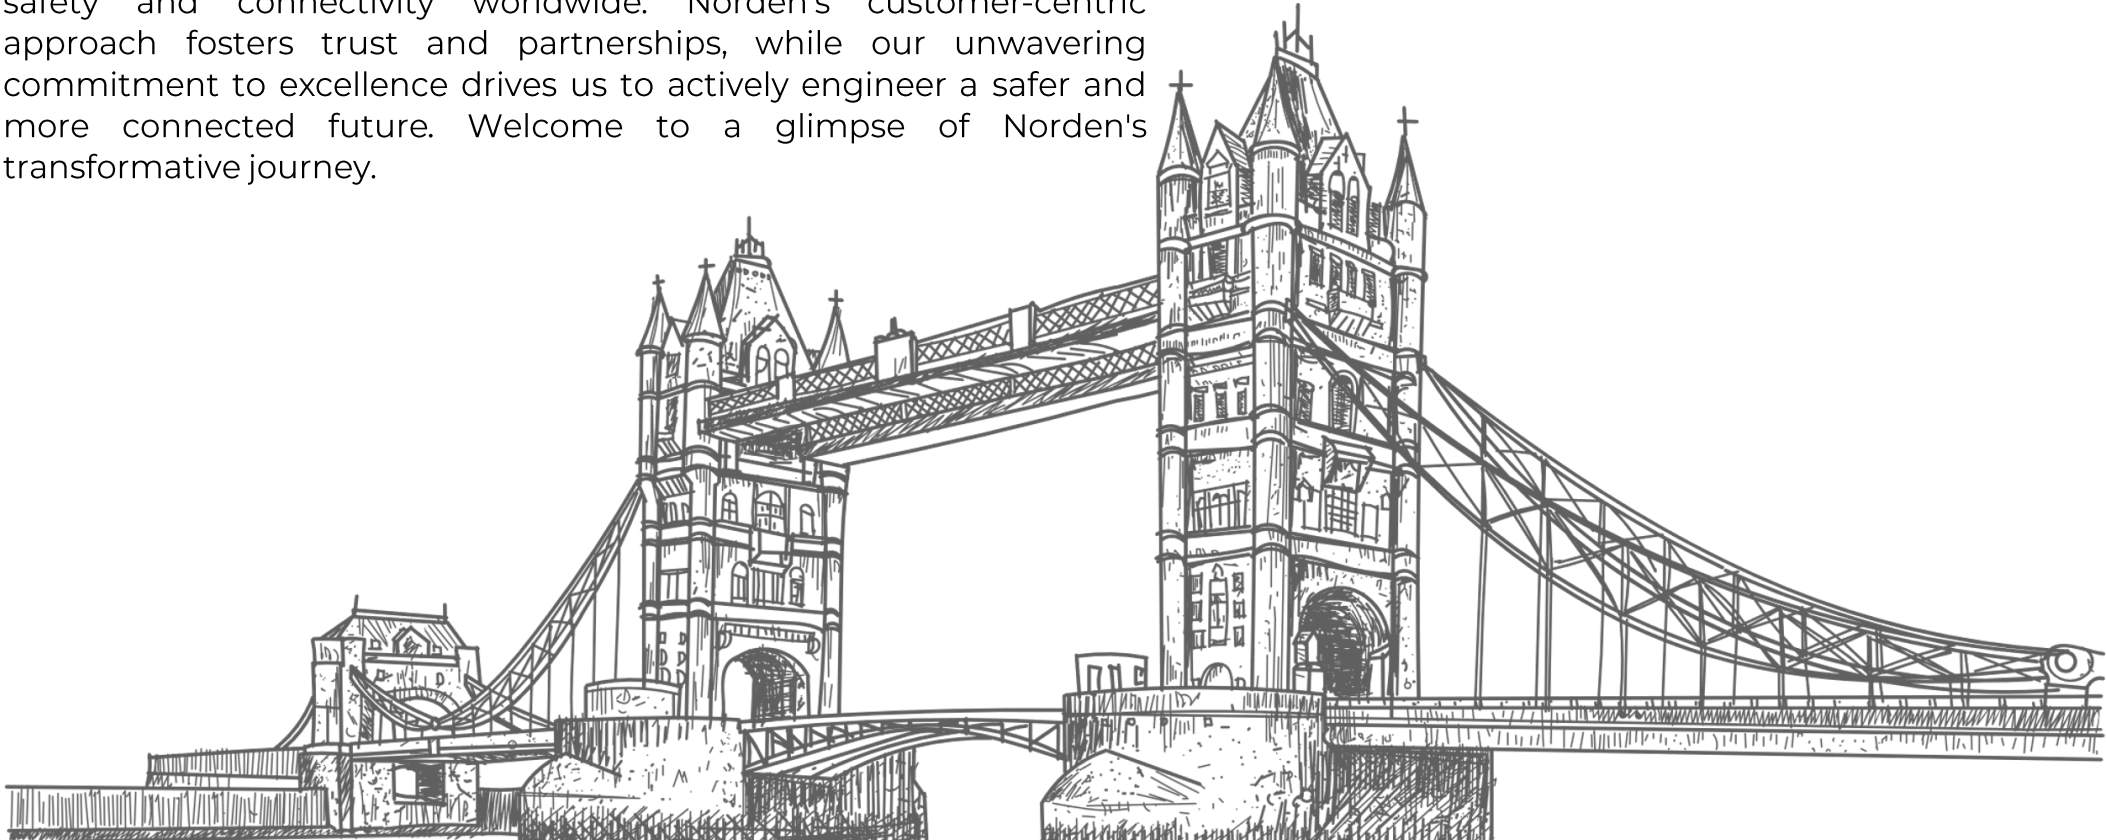 safety and connectivity worldwide. Norden's customer-centric
approach fosters trust and partnerships, while our unwavering
commitment to excellence drives us to actively engineer a safer and
more connected future. Welcome to a glimpse of Norden's
transformative journey.